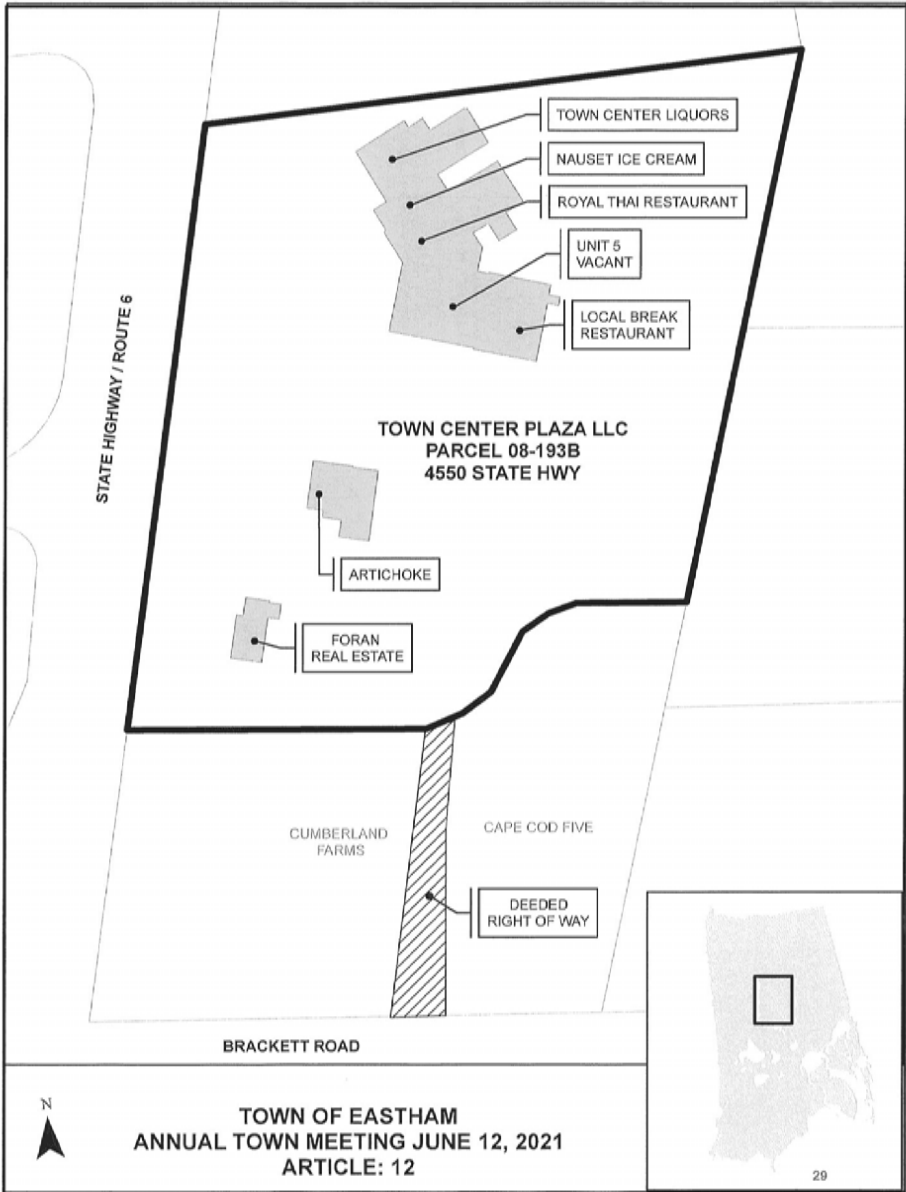 TOWN CENTER LIQUORS
NAUSET ICE CREAM
ROYAL THAI RESTAURANT
UNIT 5
VACANT
LOCAL BREAK
RESTAURANT
STATE HIGHWAY / ROUTE 6
TOWN CENTER PLAZA LLC
PARCEL 08-193B
4550 STATE HWY
ARTICHOKE
FORAN
REAL ESTATE
CUMBERLAND
FARMS
CAPE COD FIVE
DEEDED
RIGHT OF WAY
BRACKETT ROAD
N
TOWN OF EASTHAM
ANNUAL TOWN MEETING JUNE 12, 2021
ARTICLE: 12
29